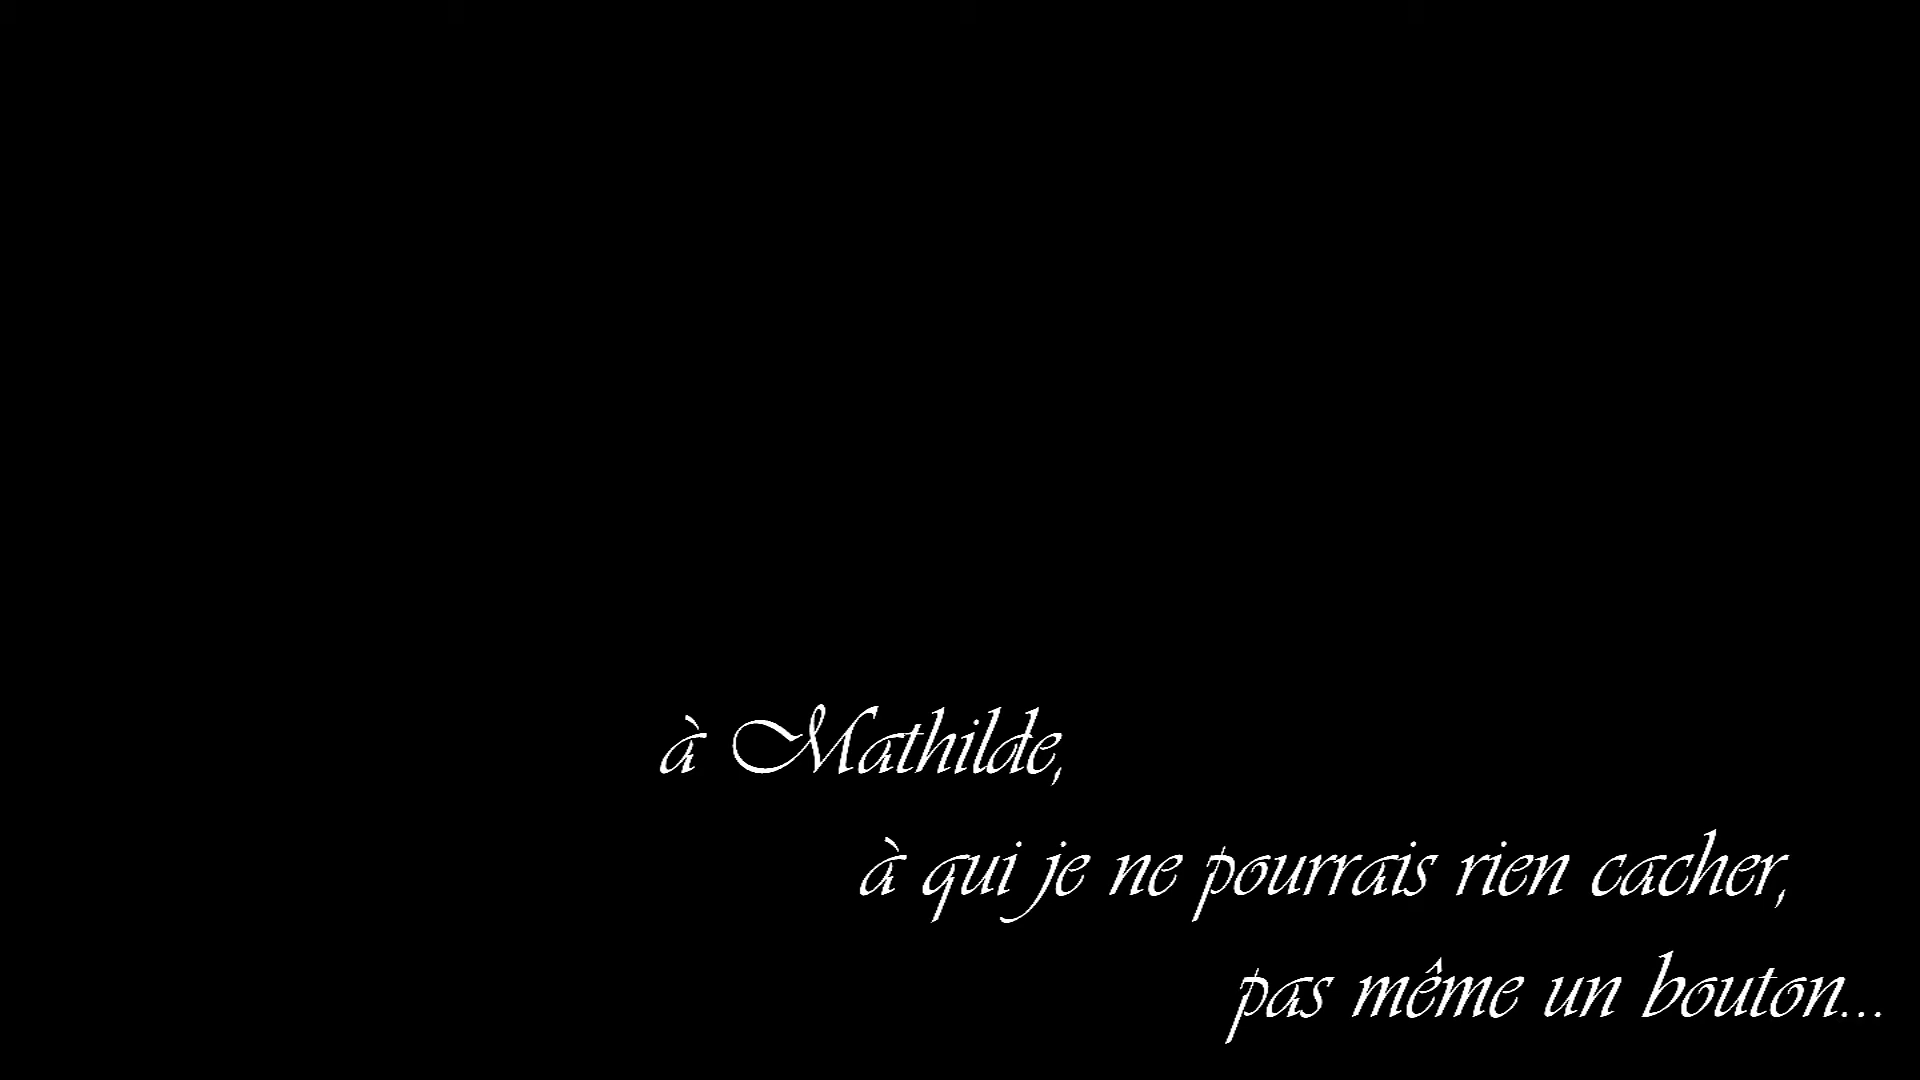 à Mathilde,
à qui je ne pourrais rien cacher,
pas même un bouton...